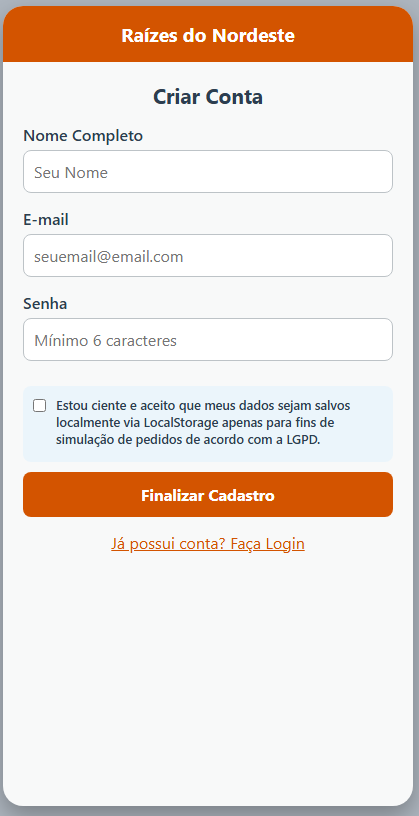 Raízes do Nordeste
Criar Conta
Nome Completo
Seu Nome
E-mail
seuemail@email.com
Senha
Mínimo 6 caracteres
Estou ciente e aceito que meus dados sejam salvos
localmente via LocalStorage apenas para fins de
simulação de pedidos de acordo com a LGPD.
Finalizar Cadastro
Já possui conta? Faça Login